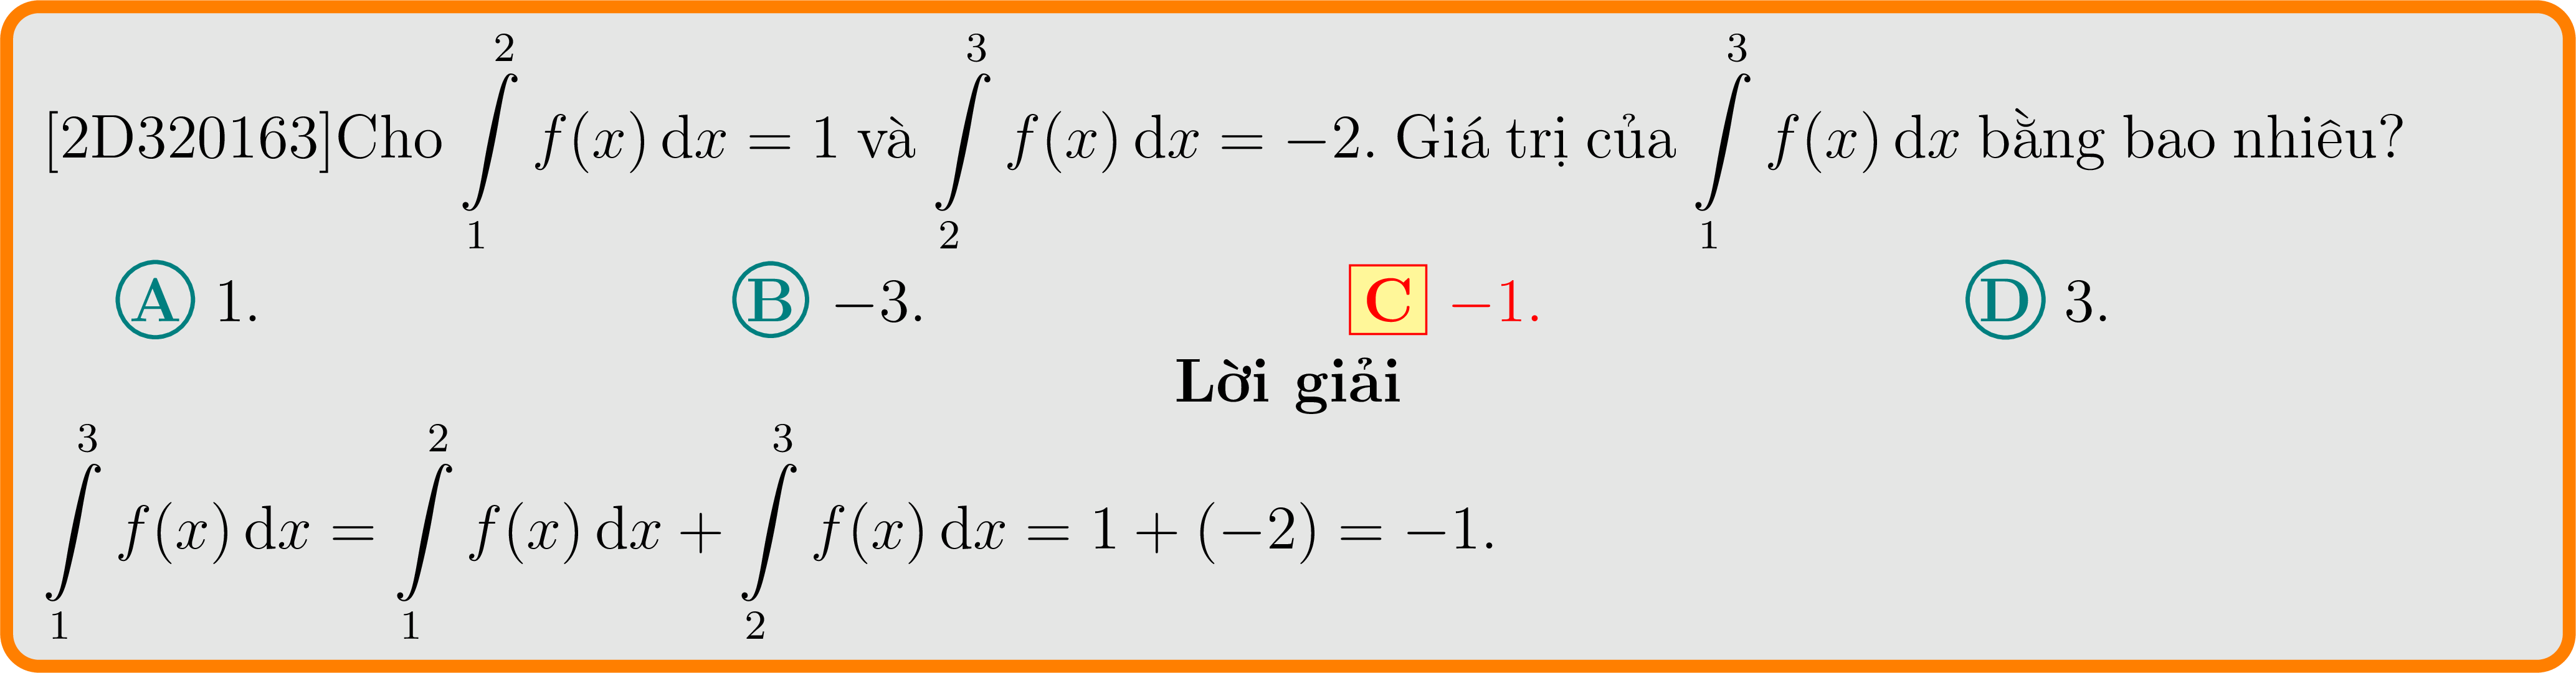 [2D320163]Cho $\int\limits_1^2 f(x)\,\mathrm{d}x = 1$ và $\int\limits_2^3 f(x)\,\mathrm{d}x = -2$. Giá trị của $\int\limits_1^3 f(x)\,\mathrm{d}x$ bằng bao nhiêu?
A 1. B −3. C −1. D 3.
Lời giải
$\int\limits_1^3 f(x)\,\mathrm{d}x = \int\limits_1^2 f(x)\,\mathrm{d}x + \int\limits_2^3 f(x)\,\mathrm{d}x = 1 + (-2) = -1.$